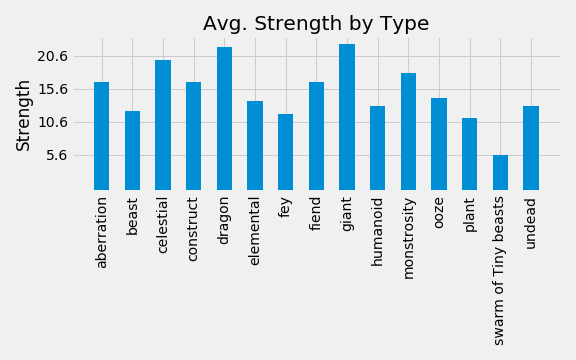 Avg. Strength by Type
Strength
20.6
15.6
10.6
5.6
aberration
beast
celestial
construct
dragon
elemental
fey
fiend
giant
humanoid
monstrosity
ooze
plant
swarm of Tiny beasts
undead